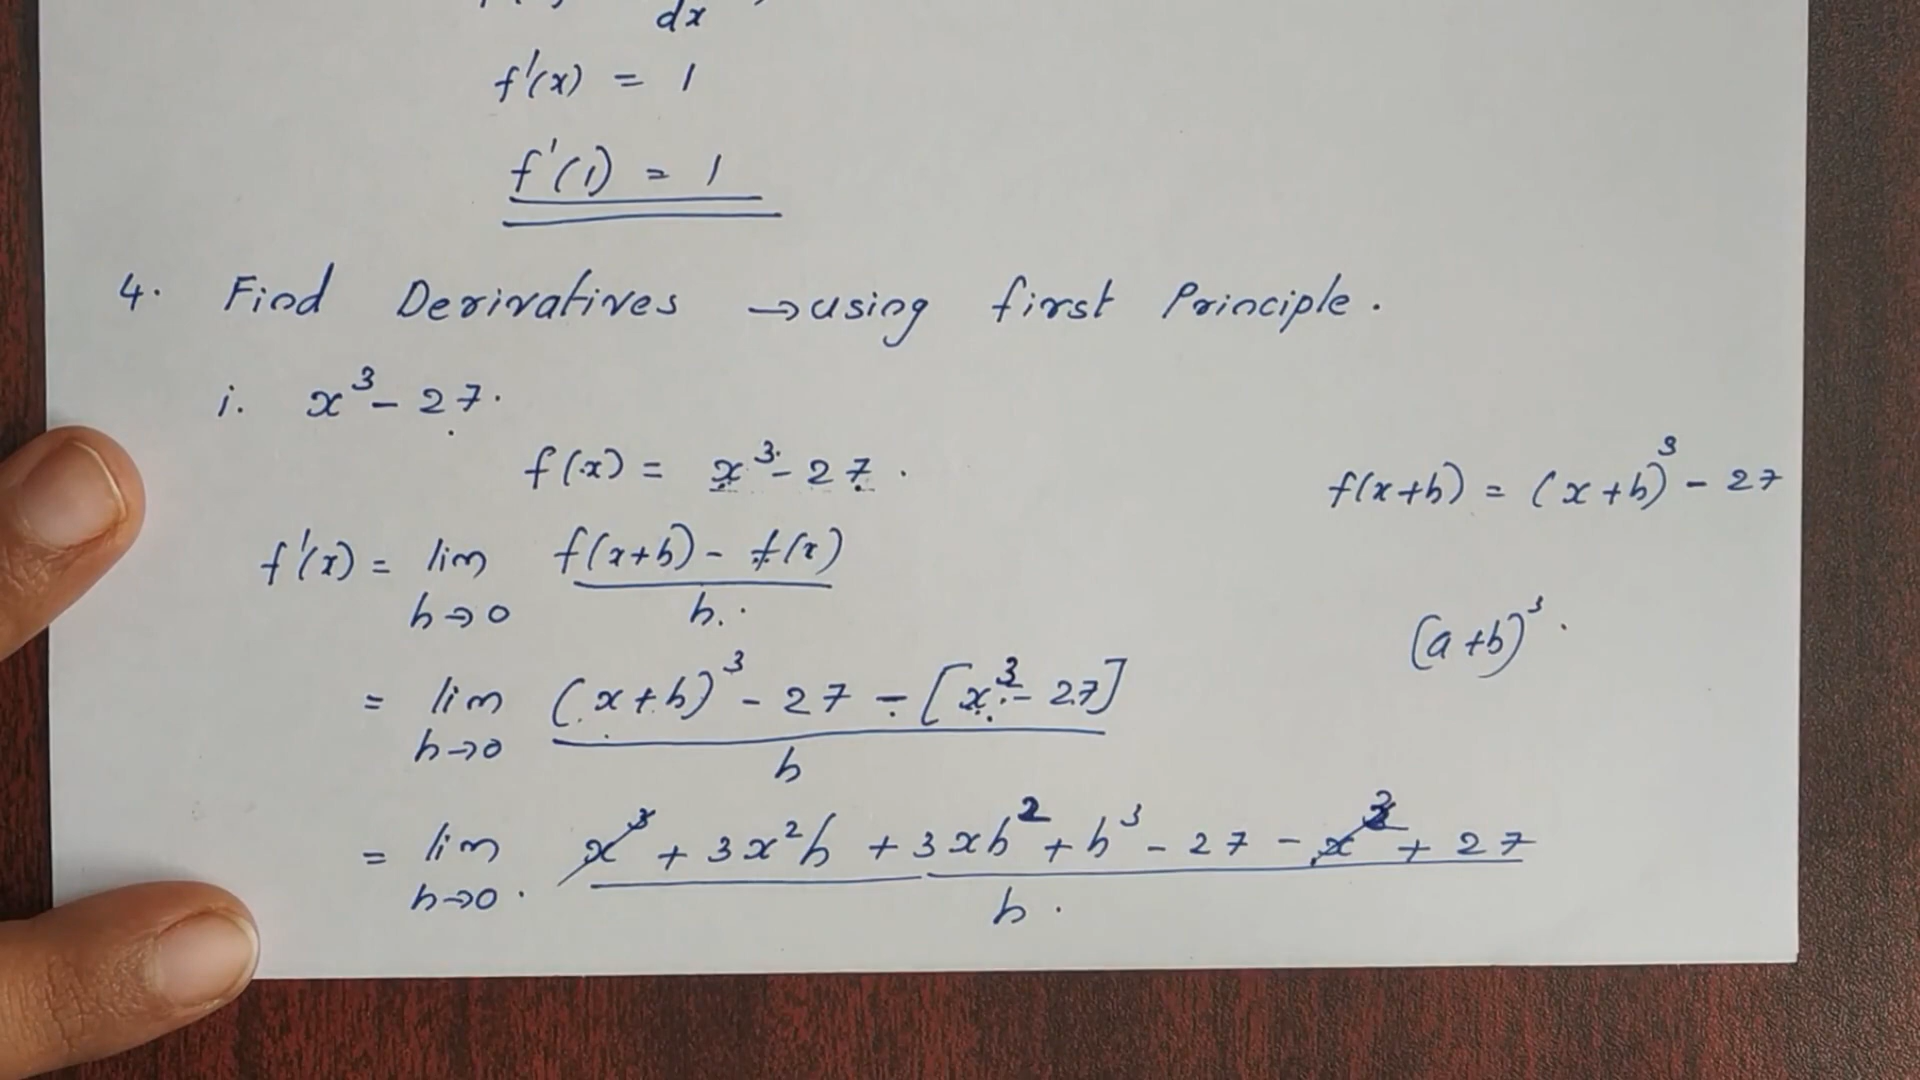 dx
f'(x) = 1
f'(1) = 1
4. Find Derivatives → using first Principle.
i. x³ - 27.
f(x) = x³ - 27.
f(x+h) = (x+h)³ - 27
f'(x) = lim h→0 f(x+h) - f(x) / h
(a+b)³
= lim h→0 (x+h)³ - 27 - [x³ - 27] / h
= lim h→0 x³ + 3x²h + 3xh² + h³ - 27 - x³ + 27 / h